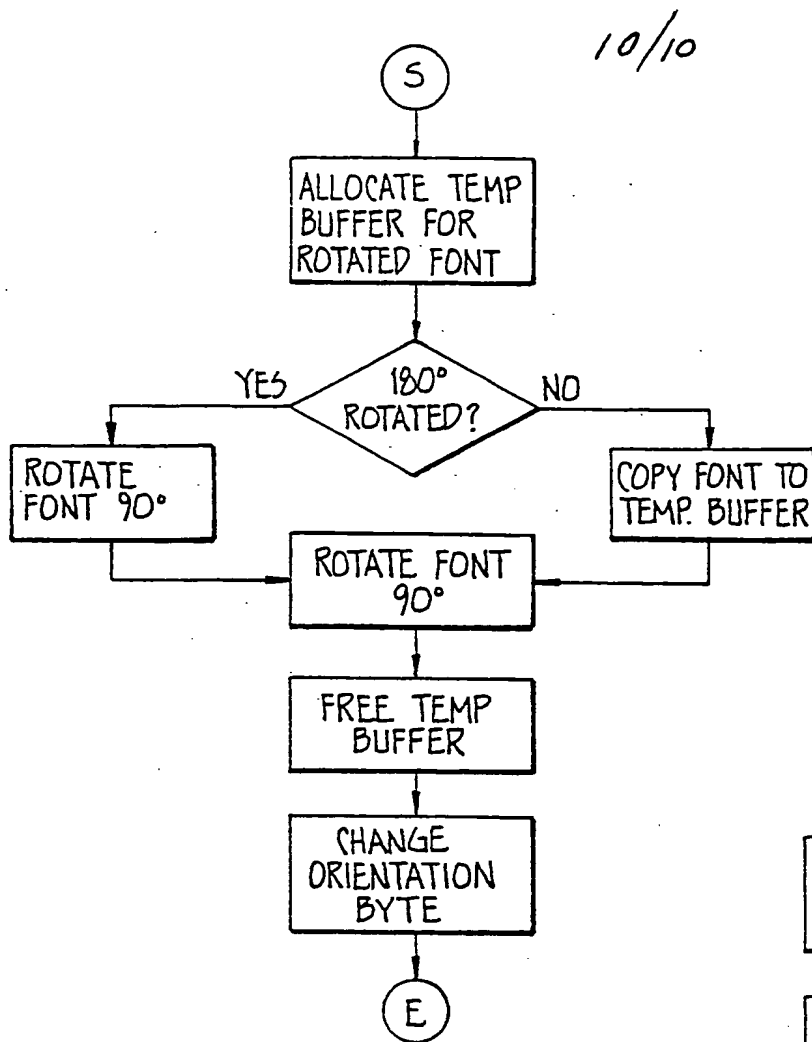 10/10
S
ALLOCATE TEMP
BUFFER FOR
ROTATED FONT
180°
ROTATED?
YES
NO
ROTATE
FONT 90°
COPY FONT TO
TEMP. BUFFER
ROTATE FONT
90°
FREE TEMP
BUFFER
CHANGE
ORIENTATION
BYTE
E